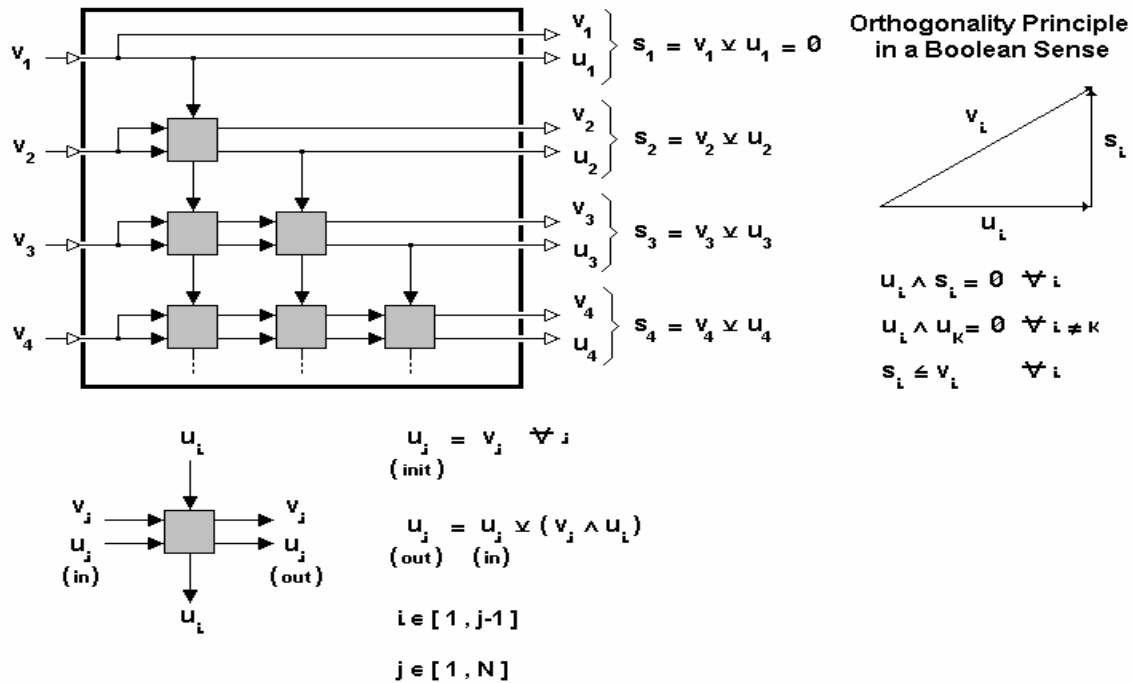 Orthogonality Principle
in a Boolean Sense
v₁
v₁
u₁
s₁ = v₁ ⊻ u₁ = 0
v₂
v₂
u₂
s₂ = v₂ ⊻ u₂
v₃
v₃
u₃
s₃ = v₃ ⊻ u₃
v₄
v₄
u₄
s₄ = v₄ ⊻ u₄
vᵢ
sᵢ
uᵢ
uᵢ ∧ sᵢ = 0 ∀ i
uᵢ ∧ u_K = 0 ∀ i ≠ K
sᵢ ≤ vᵢ ∀ i
uᵢ
vⱼ
vⱼ
uⱼ
uⱼ
(in)
(out)
uᵢ
uⱼ = vⱼ ∀ j
(init)
uⱼ = uⱼ ⊻ (vⱼ ∧ uᵢ)
(out) (in)
i ∈ [ 1 , j-1 ]
j ∈ [ 1 , N ]